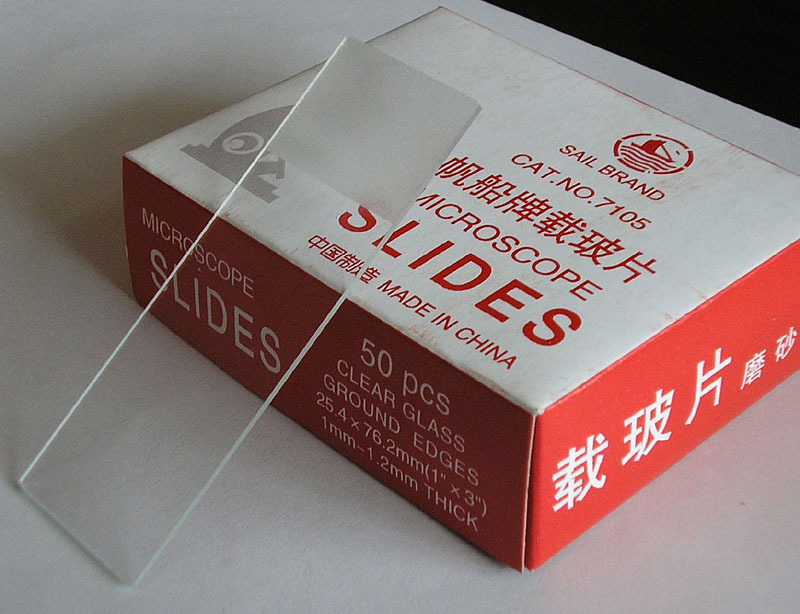 SAIL BRAND
CAT.NO.7105
帆船牌载玻片
MICROSCOPE
SLIDES
中国制造 MADE IN CHINA
MICROSCOPE
SLIDES
50 pcs
CLEAR GLASS
GROUND EDGES
25.4×76.2mm(1"×3")
1mm–1.2mm THICK
载玻片 磨砂